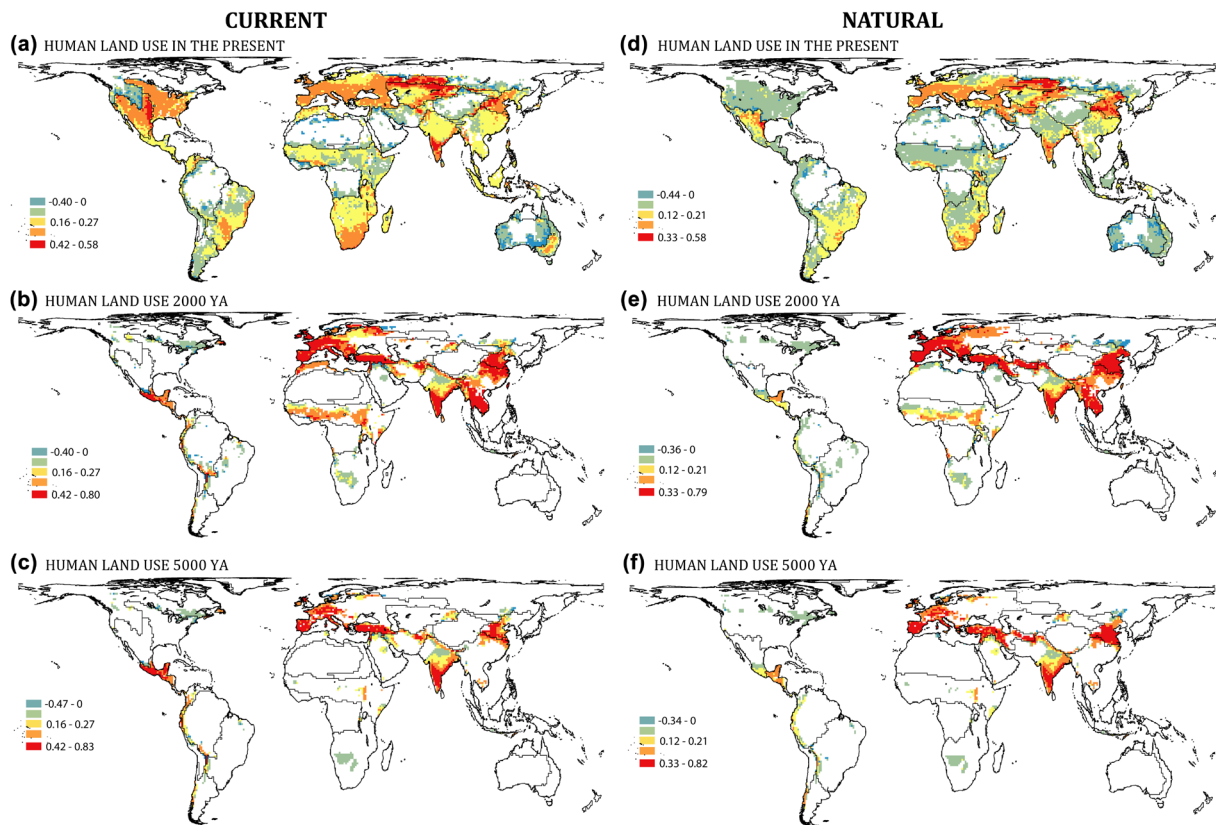 CURRENT
NATURAL
(a) HUMAN LAND USE IN THE PRESENT
-0.40 - 0
0.16 - 0.27
0.42 - 0.58
(d) HUMAN LAND USE IN THE PRESENT
-0.44 - 0
0.12 - 0.21
0.33 - 0.58
(b) HUMAN LAND USE 2000 YA
-0.40 - 0
0.16 - 0.27
0.42 - 0.80
(e) HUMAN LAND USE 2000 YA
-0.36 - 0
0.12 - 0.21
0.33 - 0.79
(c) HUMAN LAND USE 5000 YA
-0.47 - 0
0.16 - 0.27
0.42 - 0.83
(f) HUMAN LAND USE 5000 YA
-0.34 - 0
0.12 - 0.21
0.33 - 0.82